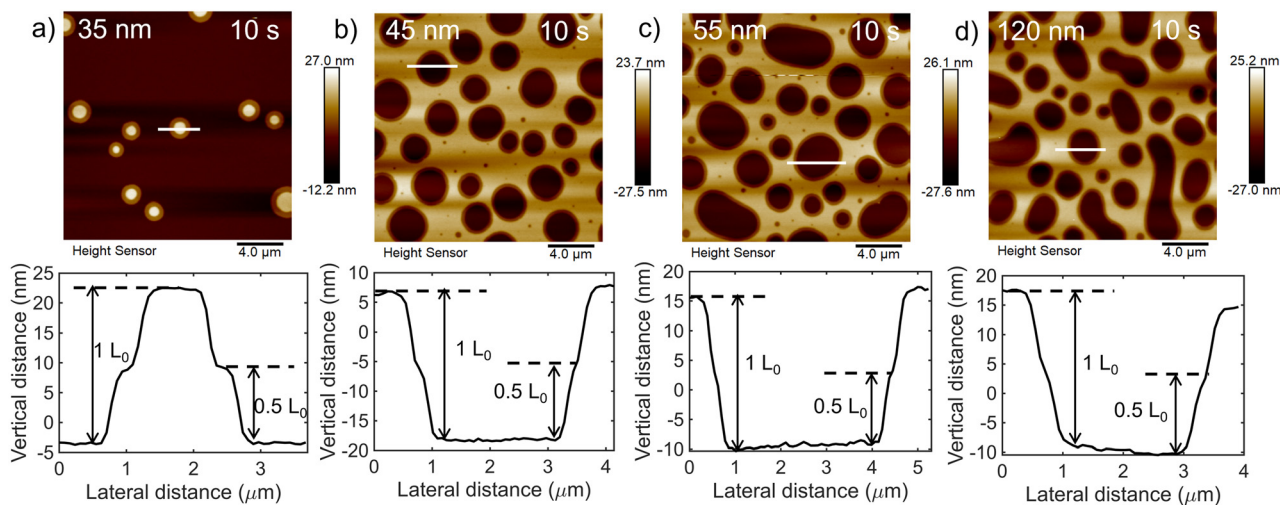 a) 35 nm 10 s
27.0 nm
-12.2 nm
Height Sensor
4.0 µm
b) 45 nm 10 s
23.7 nm
-27.5 nm
Height Sensor
4.0 µm
c) 55 nm 10 s
26.1 nm
-27.6 nm
Height Sensor
4.0 µm
d) 120 nm 10 s
25.2 nm
-27.0 nm
Height Sensor
4.0 µm
Vertical distance (nm)
25
20
15
10
5
0
-5
1 L₀
0.5 L₀
0 1 2 3
Lateral distance (µm)
Vertical distance (nm)
10
5
0
-5
-10
-15
-20
1 L₀
0.5 L₀
0 1 2 3 4
Lateral distance (µm)
Vertical distance (nm)
20
15
10
5
0
-5
-10
1 L₀
0.5 L₀
0 1 2 3 4 5
Lateral distance (µm)
Vertical distance (nm)
20
15
10
5
0
-5
-10
1 L₀
0.5 L₀
0 1 2 3 4
Lateral distance (µm)